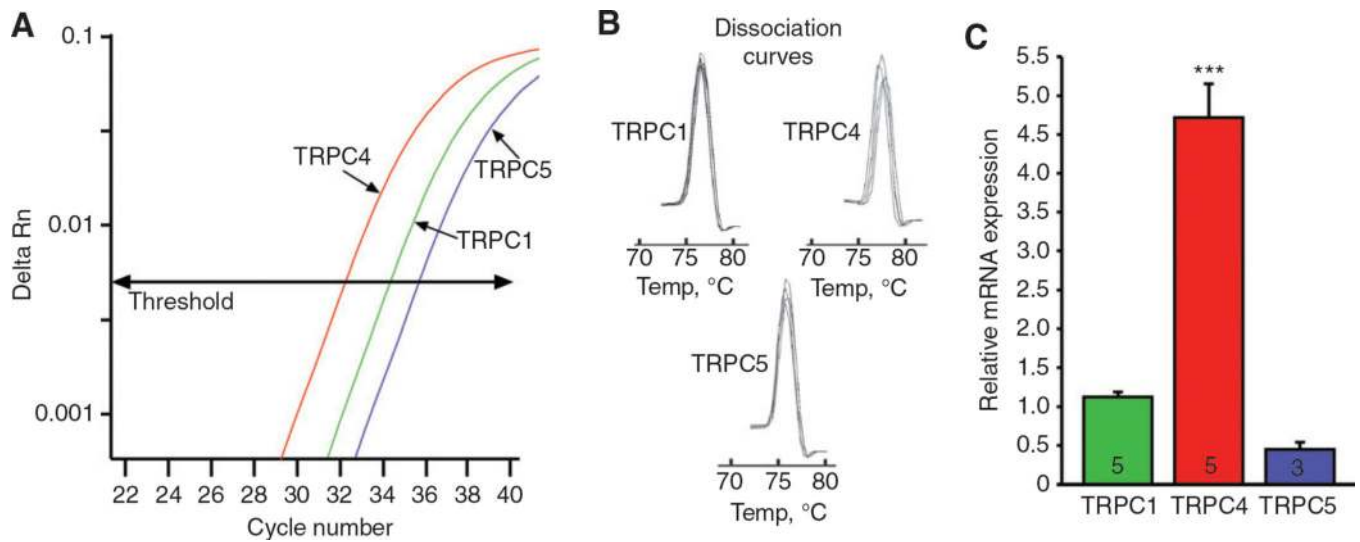 A
Delta Rn
0.1
0.01
0.001
TRPC4
TRPC5
TRPC1
Threshold
22 24 26 28 30 32 34 36 38 40
Cycle number
B
Dissociation
curves
TRPC1
70 75 80
Temp, °C
TRPC4
70 75 80
Temp, °C
TRPC5
70 75 80
Temp, °C
C
Relative mRNA expression
5.5
5.0
4.5
4.0
3.5
3.0
2.5
2.0
1.5
1.0
0.5
0
***
5 5 3
TRPC1 TRPC4 TRPC5